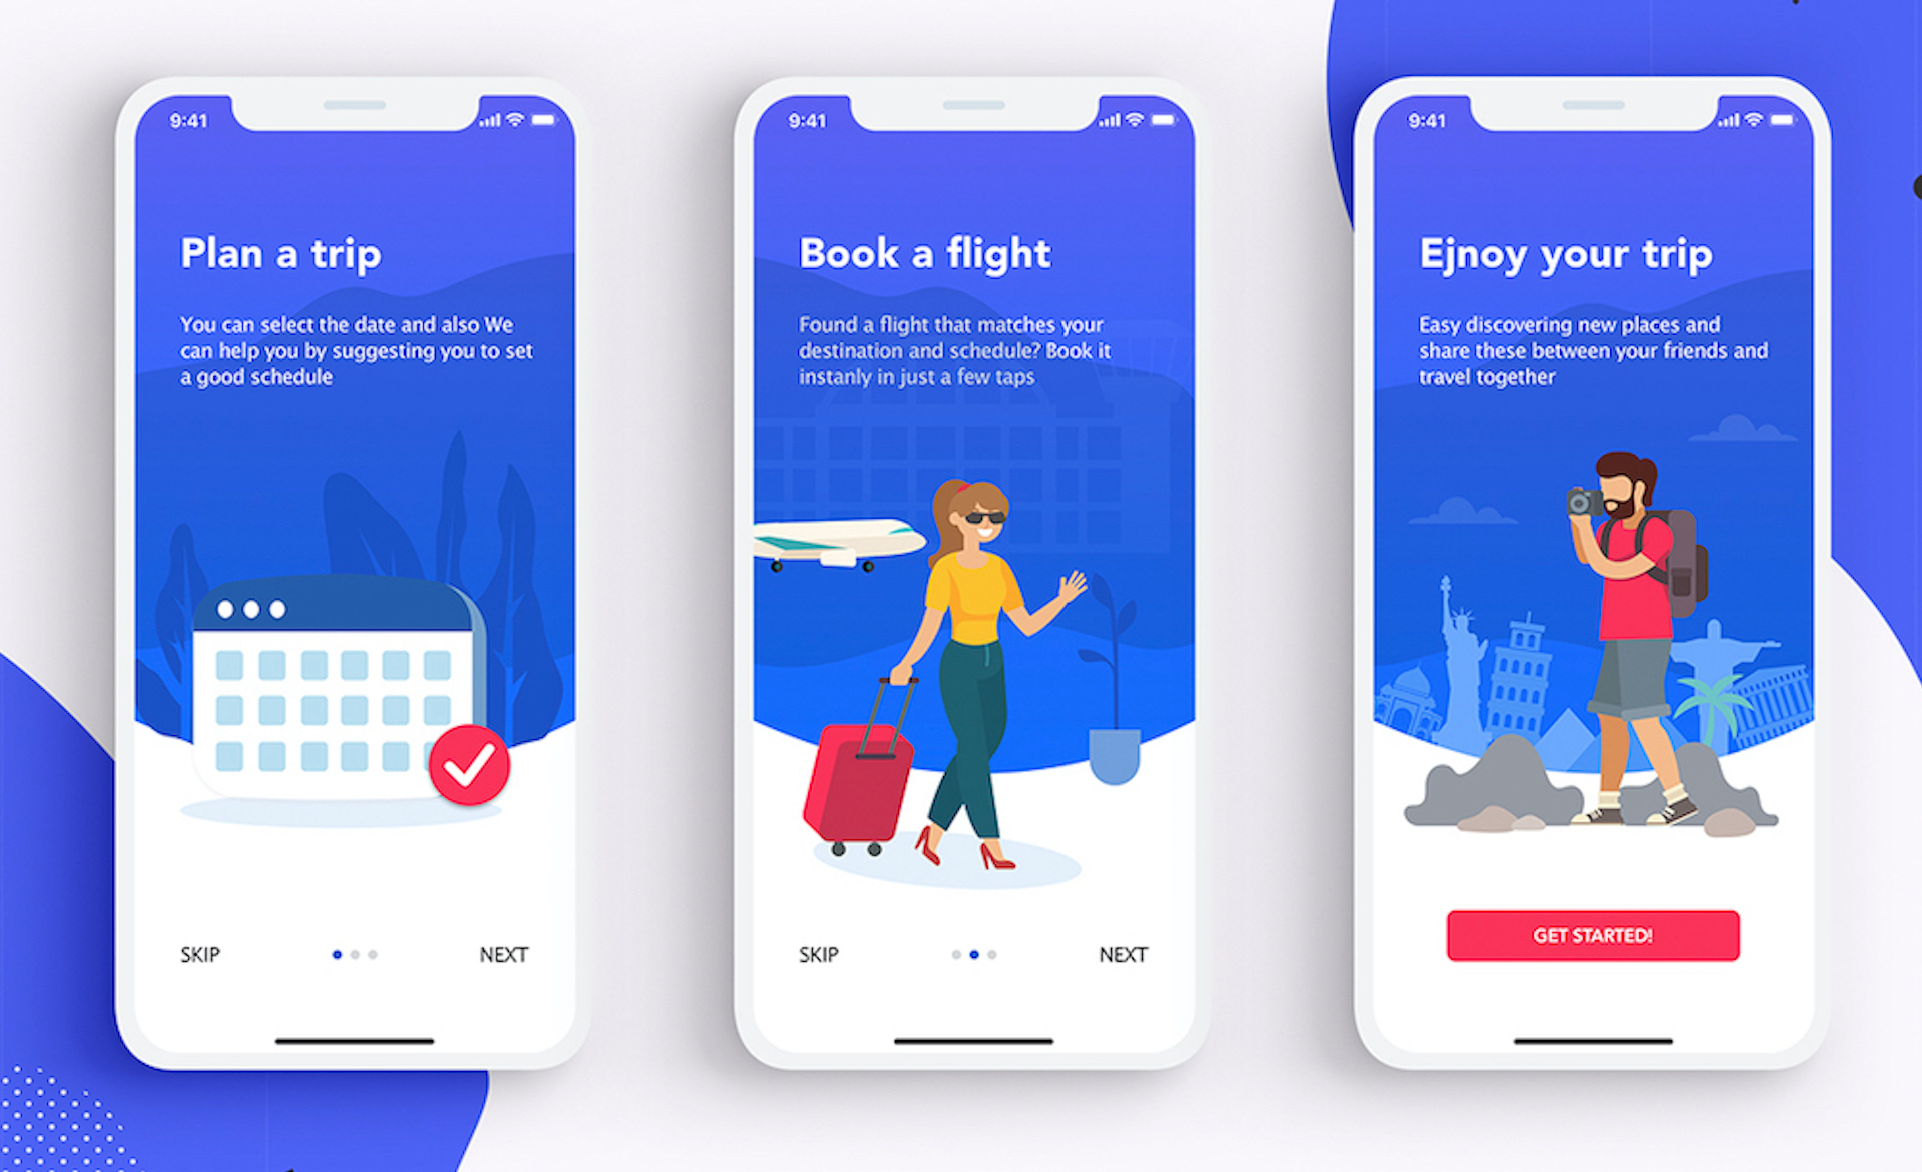 9:41
Plan a trip
You can select the date and also We
can help you by suggesting you to set
a good schedule
SKIP
NEXT
9:41
Book a flight
Found a flight that matches your
destination and schedule? Book it
instanly in just a few taps
SKIP
NEXT
9:41
Ejnoy your trip
Easy discovering new places and
share these between your friends and
travel together
GET STARTED!